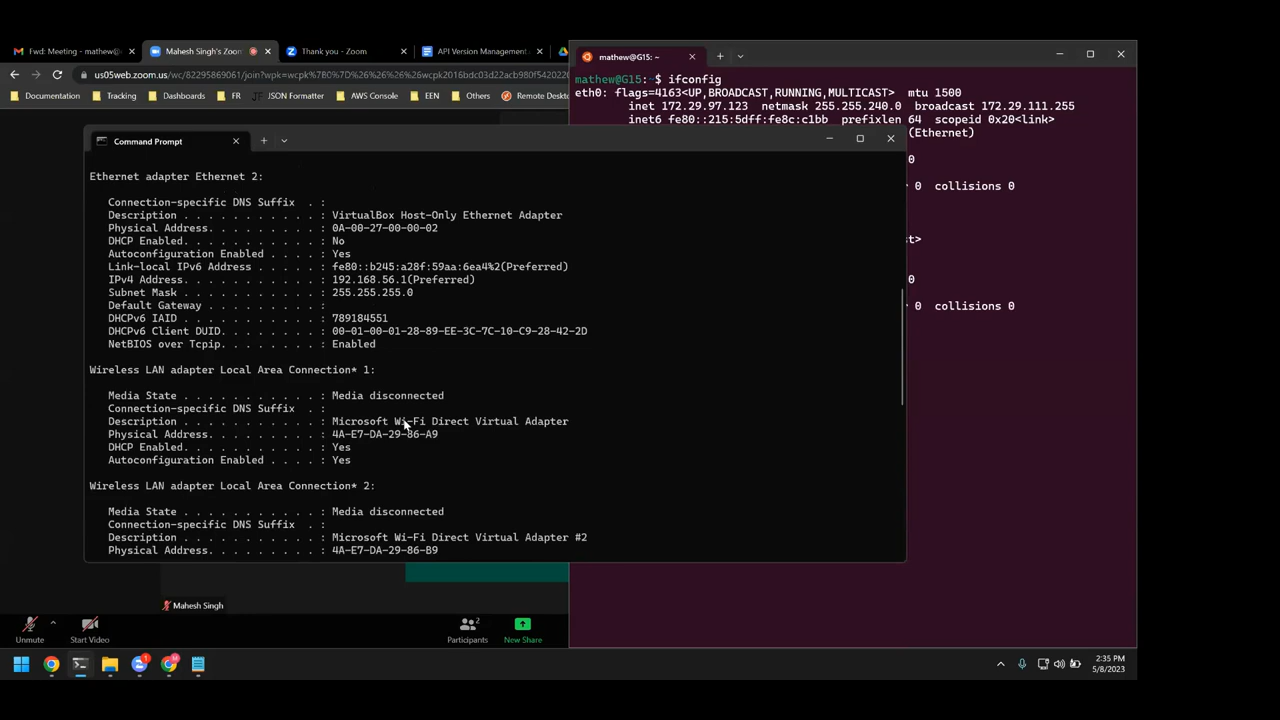 Fwd: Meeting - mathew@
Mahesh Singh's Zoom
Thank you - Zoom
API Version Management
us05web.zoom.us/wc/82295869061/join?wpk=wcpk%7B0%7D%26%26%26%26%26wcpk2016bdc03d22acb980f5420220
Documentation
Tracking
Dashboards
FR
JSON Formatter
AWS Console
EEN
Others
Remote Desktop
mathew@G15: ~
mathew@G15:~$ ifconfig
eth0: flags=4163<UP,BROADCAST,RUNNING,MULTICAST>  mtu 1500
inet 172.29.97.123  netmask 255.255.240.0  broadcast 172.29.111.255
inet6 fe80::215:5dff:fe8c:c1bb  prefixlen 64  scopeid 0x20<link>
(Ethernet)
0
0  collisions 0
st>
0
0  collisions 0
Command Prompt
Ethernet adapter Ethernet 2:
Connection-specific DNS Suffix  . :
Description . . . . . . . . . . . : VirtualBox Host-Only Ethernet Adapter
Physical Address. . . . . . . . . : 0A-00-27-00-00-02
DHCP Enabled. . . . . . . . . . . : No
Autoconfiguration Enabled . . . . : Yes
Link-local IPv6 Address . . . . . : fe80::b245:a28f:59aa:6ea4%2(Preferred)
IPv4 Address. . . . . . . . . . . : 192.168.56.1(Preferred)
Subnet Mask . . . . . . . . . . . : 255.255.255.0
Default Gateway . . . . . . . . . :
DHCPv6 IAID . . . . . . . . . . . : 789184551
DHCPv6 Client DUID. . . . . . . . : 00-01-00-01-28-89-EE-3C-7C-10-C9-28-42-2D
NetBIOS over Tcpip. . . . . . . . : Enabled
Wireless LAN adapter Local Area Connection* 1:
Media State . . . . . . . . . . . : Media disconnected
Connection-specific DNS Suffix  . :
Description . . . . . . . . . . . : Microsoft Wi-Fi Direct Virtual Adapter
Physical Address. . . . . . . . . : 4A-E7-DA-29-86-A9
DHCP Enabled. . . . . . . . . . . : Yes
Autoconfiguration Enabled . . . . : Yes
Wireless LAN adapter Local Area Connection* 2:
Media State . . . . . . . . . . . : Media disconnected
Connection-specific DNS Suffix  . :
Description . . . . . . . . . . . : Microsoft Wi-Fi Direct Virtual Adapter #2
Physical Address. . . . . . . . . : 4A-E7-DA-29-86-B9
Mahesh Singh
Unmute
Start Video
2
Participants
New Share
2:35 PM
5/8/2023